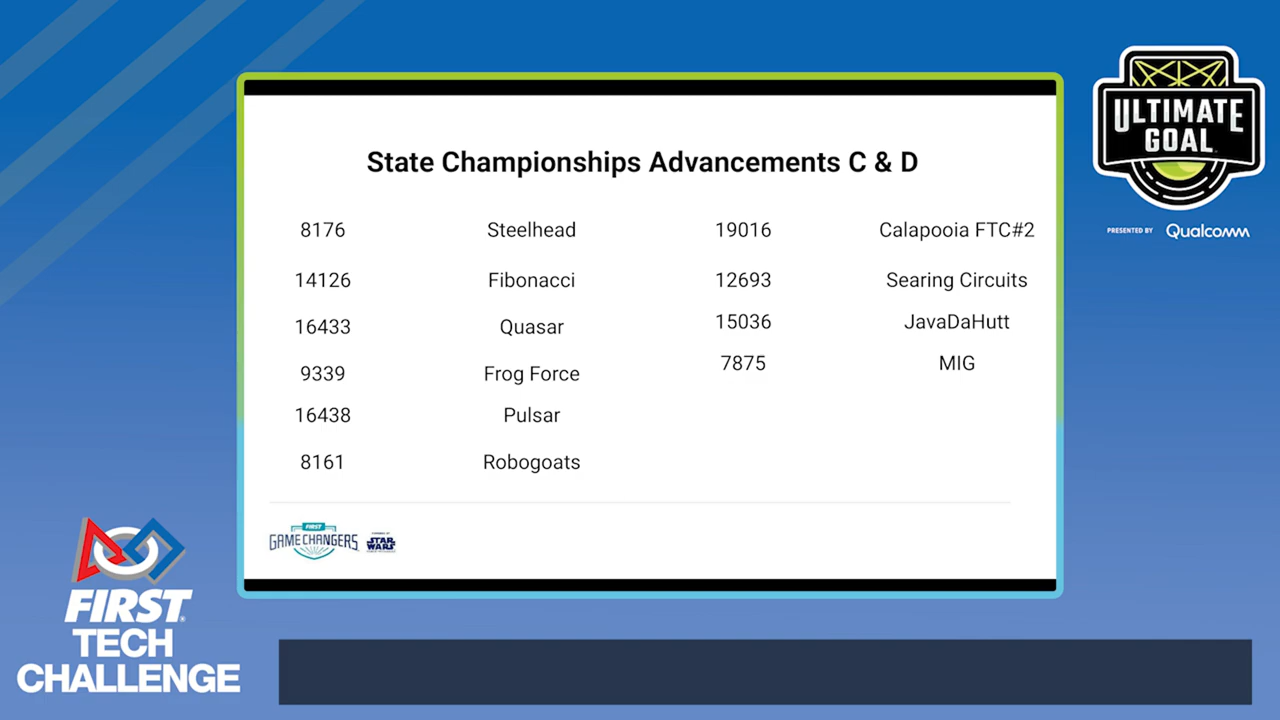 ULTIMATE
GOAL
PRESENTED BY Qualcomm
State Championships Advancements C & D
8176 Steelhead 19016 Calapooia FTC#2
14126 Fibonacci 12693 Searing Circuits
16433 Quasar 15036 JavaDaHutt
9339 Frog Force 7875 MIG
16438 Pulsar
8161 Robogoats
FIRST
GAME CHANGERS
STAR
WARS
FIRST
TECH
CHALLENGE